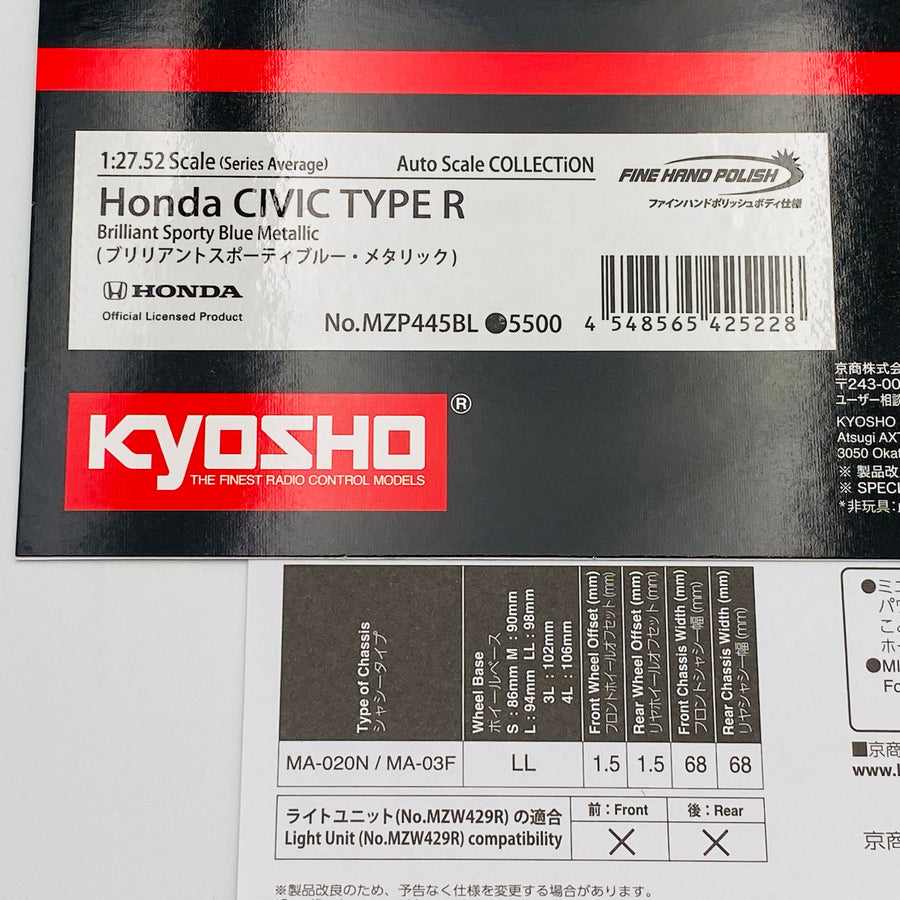 1:27.52 Scale (Series Average)
Auto Scale COLLECTiON
FINE HAND POLISH
ファインハンドポリッシュボディ仕様
Honda CIVIC TYPE R
Brilliant Sporty Blue Metallic
(ブリリアントスポーティブルー・メタリック)
HONDA
Official Licensed Product
No.MZP445BL ●5500
4 548565 425228
KYOSHO®
THE FINEST RADIO CONTROL MODELS
京商株式会
〒243-00
ユーザー相談
KYOSHO
Atsugi AXT
3050 Okat
※ 製品改
※ SPECI
*非玩具:
Type of Chassis
シャシータイプ
Wheel Base
ホイールベース
S : 86mm M : 90mm
L : 94mm LL : 98mm
3L : 102mm
4L : 106mm
Front Wheel Offset (mm)
フロントホイールオフセット (mm)
Rear Wheel Offset (mm)
リヤホイールオフセット (mm)
Front Chassis Width (mm)
フロントシャシー幅 (mm)
Rear Chassis Width (mm)
リヤシャシー幅 (mm)
MA-020N / MA-03F LL 1.5 1.5 68 68
ライトユニット(No.MZW429R) の適合
Light Unit (No.MZW429R) compatibility
前 : Front
後 : Rear
╳ ╳
●ミニ
パワ
こと
ホー
●MI
Fo
■京商
www.k
京商
※製品改良のため、予告なく仕様を変更する場合があります。